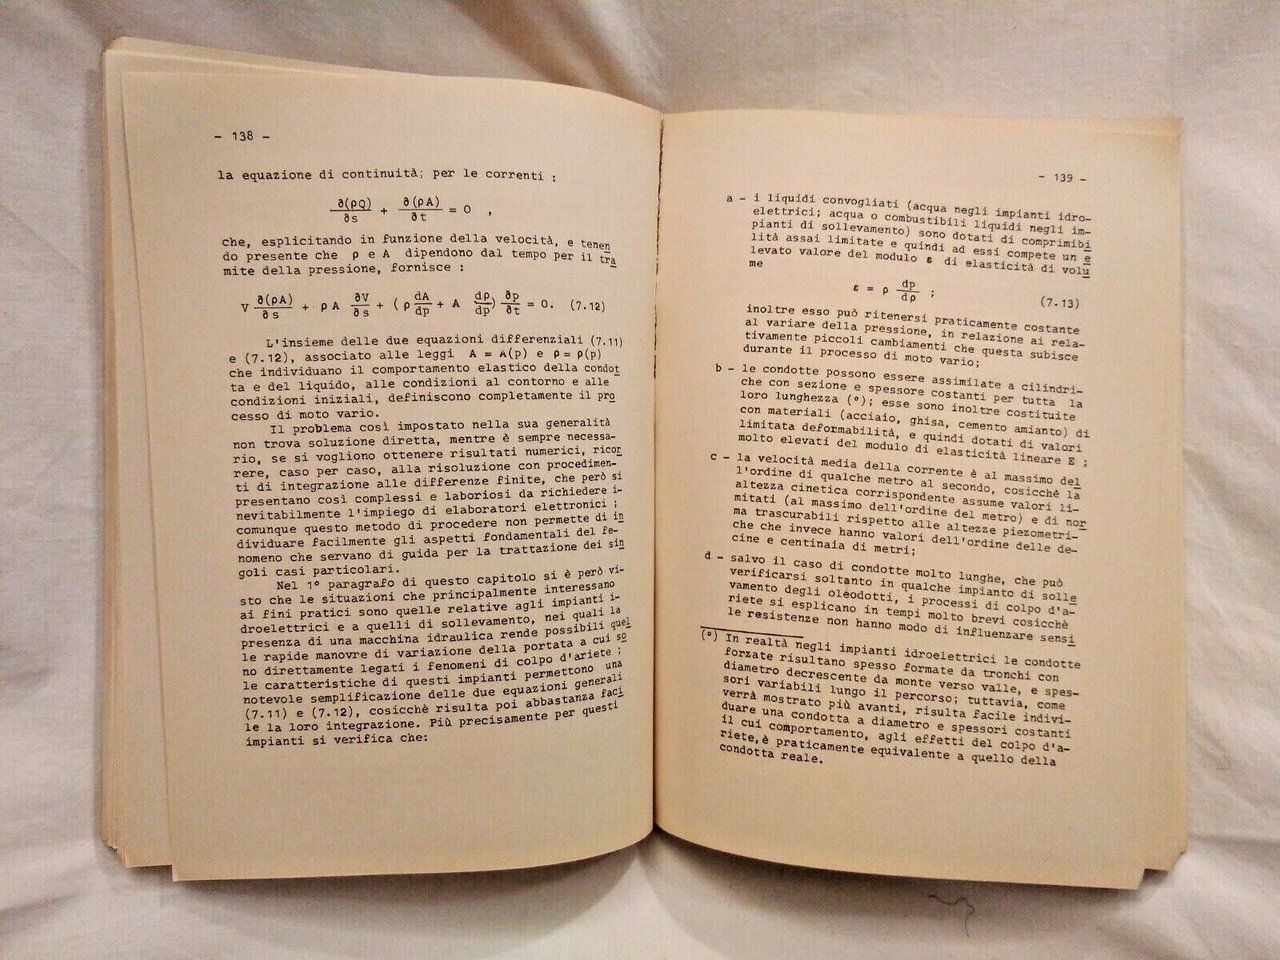 - 138 -
la equazione di continuità; per le correnti :
∂(ρQ)/∂s + ∂(ρA)/∂t = 0 ,
che, esplicitando in funzione della velocità, e tenen
do presente che ρ e A dipendono dal tempo per il tra
mite della pressione, fornisce :
V ∂(ρA)/∂s + ρA ∂V/∂s + (ρ dA/dp + A dρ/dp) ∂p/∂t = 0. (7.12)
L'insieme delle due equazioni differenziali (7.11)
e (7.12), associato alle leggi A = A(p) e ρ = ρ(p)
che individuano il comportamento elastico della condot
ta e del liquido, alle condizioni al contorno e alle
condizioni iniziali, definiscono completamente il pro
cesso di moto vario.
Il problema così impostato nella sua generalità
non trova soluzione diretta, mentre è sempre necessa-
rio, se si vogliono ottenere risultati numerici, ricor
rere, caso per caso, alla risoluzione con procedimen-
ti di integrazione alle differenze finite, che però si
presentano così complessi e laboriosi da richiedere i-
nevitabilmente l'impiego di elaboratori elettronici ;
comunque questo metodo di procedere non permette di in
dividuare facilmente gli aspetti fondamentali del fe-
nomeno che servano di guida per la trattazione dei sin
goli casi particolari.
Nel 1° paragrafo di questo capitolo si è però vi-
sto che le situazioni che principalmente interessano
ai fini pratici sono quelle relative agli impianti i-
droelettrici e a quelli di sollevamento, nei quali la
presenza di una macchina idraulica rende possibili quel
le rapide manovre di variazione della portata a cui so
no direttamente legati i fenomeni di colpo d'ariete ;
le caratteristiche di questi impianti permettono una
notevole semplificazione delle due equazioni generali
(7.11) e (7.12), cosicchè risulta poi abbastanza faci
le la loro integrazione. Più precisamente per questi
impianti si verifica che:
- 139 -
a - i liquidi convogliati (acqua negli impianti idro-
elettrici; acqua o combustibili liquidi negli im-
pianti di sollevamento) sono dotati di comprimibi
lità assai limitate e quindi ad essi compete un e
levato valore del modulo ε di elasticità di volu
me
ε = ρ dp/dρ ; (7.13)
inoltre esso può ritenersi praticamente costante
al variare della pressione, in relazione ai rela-
tivamente piccoli cambiamenti che questa subisce
durante il processo di moto vario;
b - le condotte possono essere assimilate a cilindri-
che con sezione e spessore costanti per tutta la
loro lunghezza (°); esse sono inoltre costituite
con materiali (acciaio, ghisa, cemento amianto) di
limitata deformabilità, e quindi dotati di valori
molto elevati del modulo di elasticità lineare E ;
c - la velocità media della corrente è al massimo del
l'ordine di qualche metro al secondo, cosicchè la
altezza cinetica corrispondente assume valori li-
mitati (al massimo dell'ordine del metro) e di nor
ma trascurabili rispetto alle altezze piezometri-
che che invece hanno valori dell'ordine delle de-
cine e centinaia di metri;
d - salvo il caso di condotte molto lunghe, che può
verificarsi soltanto in qualche impianto di solle
vamento degli oleodotti, i processi di colpo d'a-
riete si esplicano in tempi molto brevi cosicchè
le resistenze non hanno modo di influenzare sensi
(°) In realtà negli impianti idroelettrici le condotte
forzate risultano spesso formate da tronchi con
diametro decrescente da monte verso valle, e spes-
sori variabili lungo il percorso; tuttavia, come
verrà mostrato più avanti, risulta facile indivi-
duare una condotta a diametro e spessori costanti
il cui comportamento, agli effetti del colpo d'a-
riete, è praticamente equivalente a quello della
condotta reale.